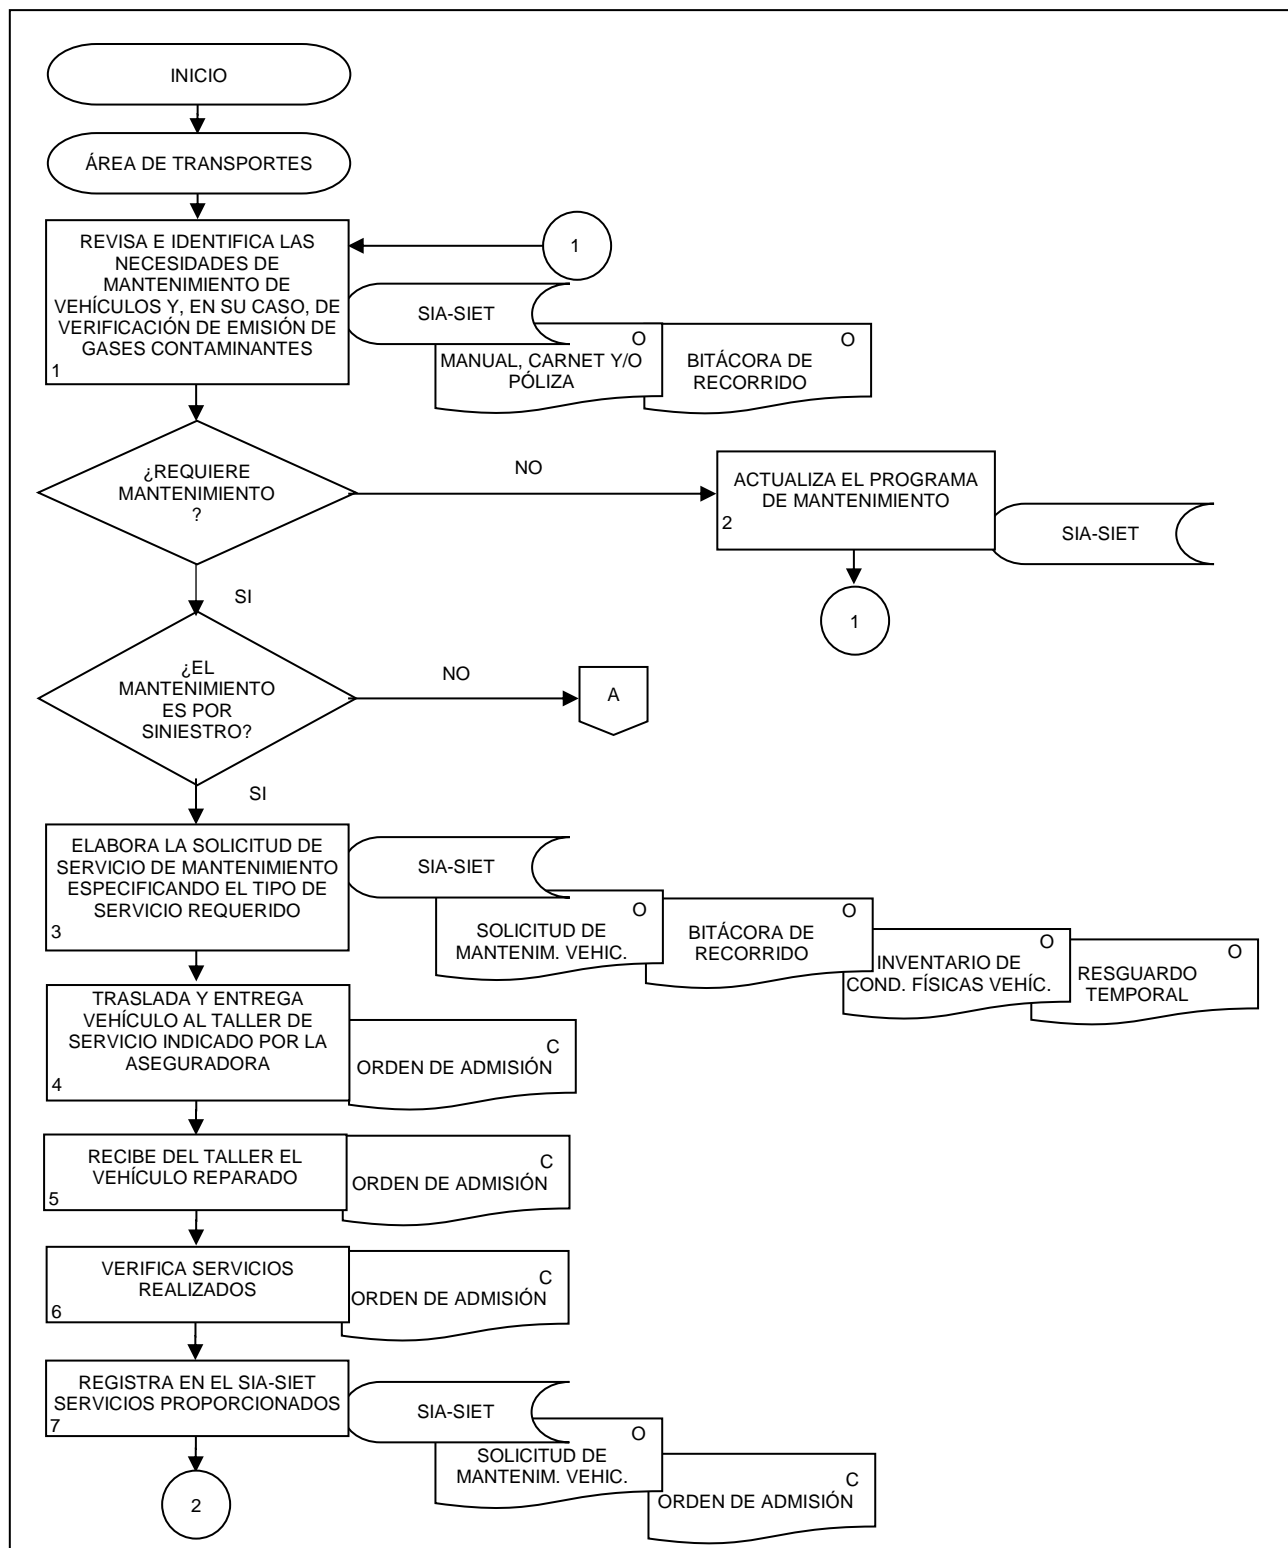 INICIO
ÁREA DE TRANSPORTES
REVISA E IDENTIFICA LAS
NECESIDADES DE
MANTENIMIENTO DE
VEHÍCULOS Y, EN SU CASO, DE
VERIFICACIÓN DE EMISIÓN DE
GASES CONTAMINANTES
1
1
SIA-SIET
O
MANUAL, CARNET Y/O
PÓLIZA
O
BITÁCORA DE
RECORRIDO
¿REQUIERE
MANTENIMIENTO
?
NO
ACTUALIZA EL PROGRAMA
DE MANTENIMIENTO
2
SIA-SIET
1
SI
¿EL
MANTENIMIENTO
ES POR
SINIESTRO?
NO
A
SI
ELABORA LA SOLICITUD DE
SERVICIO DE MANTENIMIENTO
ESPECIFICANDO EL TIPO DE
SERVICIO REQUERIDO
3
SIA-SIET
O
SOLICITUD DE
MANTENIM. VEHIC.
O
BITÁCORA DE
RECORRIDO
O
INVENTARIO DE
COND. FÍSICAS VEHÍC.
O
RESGUARDO
TEMPORAL
TRASLADA Y ENTREGA
VEHÍCULO AL TALLER DE
SERVICIO INDICADO POR LA
ASEGURADORA
4
C
ORDEN DE ADMISIÓN
RECIBE DEL TALLER EL
VEHÍCULO REPARADO
5
C
ORDEN DE ADMISIÓN
VERIFICA SERVICIOS
REALIZADOS
6
C
ORDEN DE ADMISIÓN
REGISTRA EN EL SIA-SIET
SERVICIOS PROPORCIONADOS
7
SIA-SIET
O
SOLICITUD DE
MANTENIM. VEHIC.
C
ORDEN DE ADMISIÓN
2